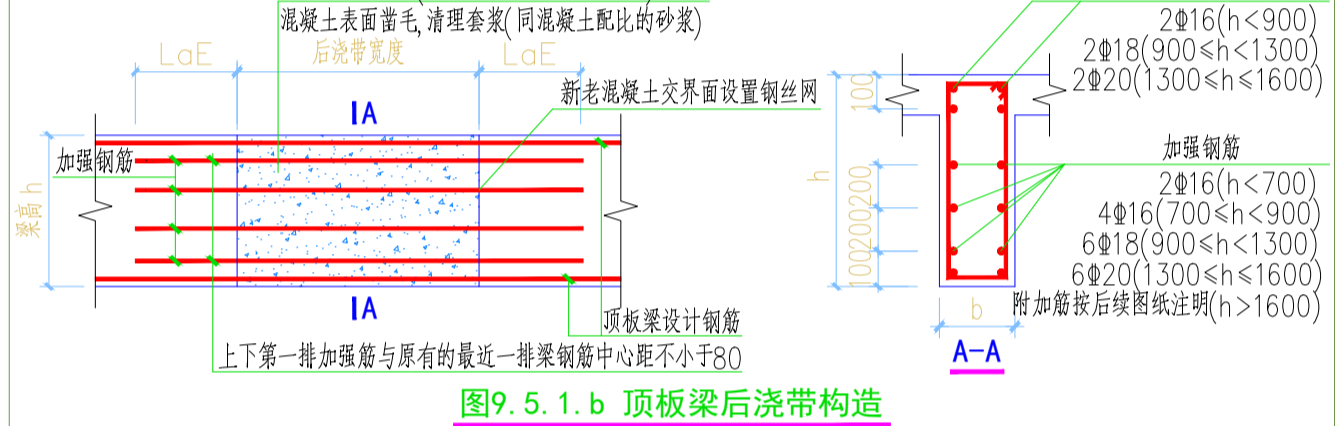 混凝土表面凿毛,清理套浆(同混凝土配比的砂浆)
LaE
后浇带宽度
LaE
新老混凝土交界面设置钢丝网
IA
加强钢筋
梁高 h
IA
顶板梁设计钢筋
上下第一排加强筋与原有的最近一排梁钢筋中心距不小于80
2Φ16(h<900)
2Φ18(900≤h<1300)
2Φ20(1300≤h≤1600)
100
h
200
200
100
加强钢筋
2Φ16(h<700)
4Φ16(700≤h<900)
6Φ18(900≤h<1300)
6Φ20(1300≤h≤1600)
附加筋按后续图纸注明(h>1600)
b
A-A
图9.5.1.b 顶板梁后浇带构造